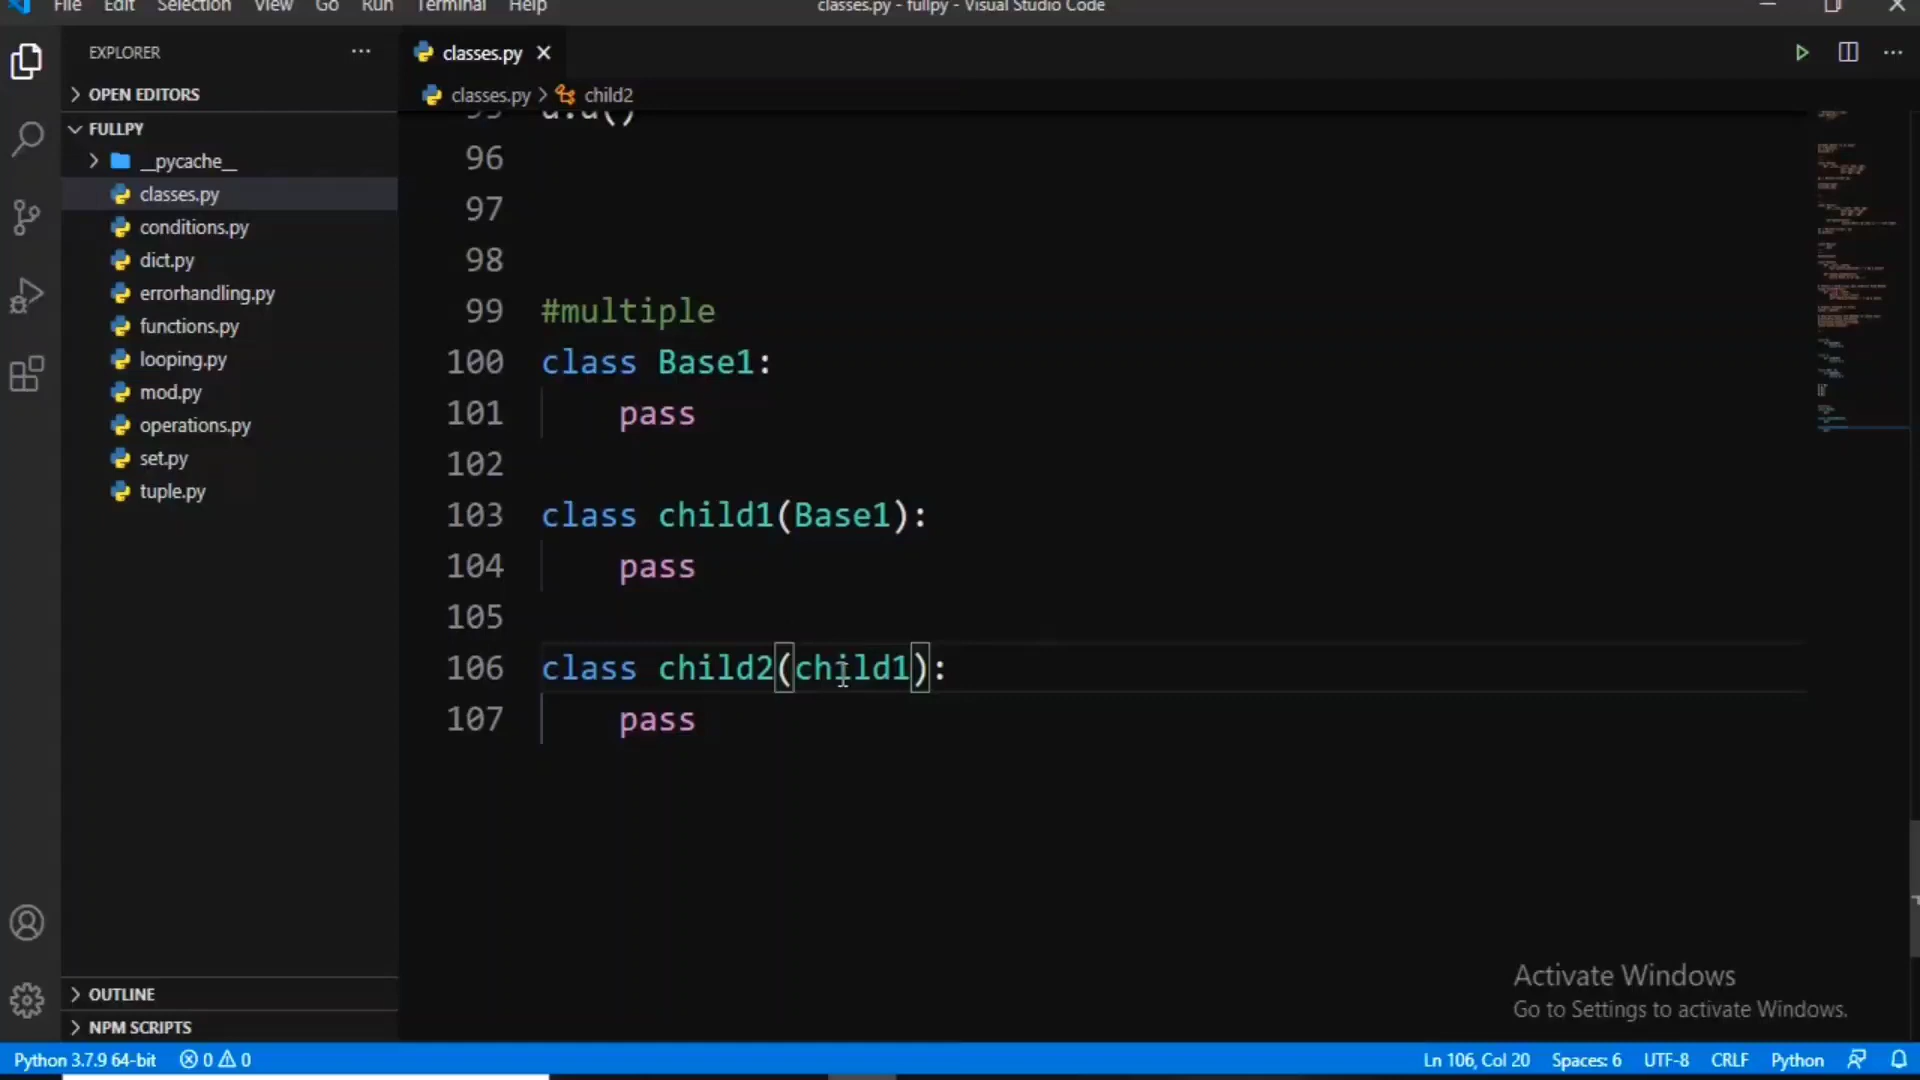 File Edit Selection View Go Run Terminal Help
classes.py - fullpy - Visual Studio Code
EXPLORER
OPEN EDITORS
FULLPY
__pycache__
classes.py
conditions.py
dict.py
errorhandling.py
functions.py
looping.py
mod.py
operations.py
set.py
tuple.py
OUTLINE
NPM SCRIPTS
classes.py
classes.py > child2
96
97
98
99 #multiple
100 class Base1:
101 pass
102
103 class child1(Base1):
104 pass
105
106 class child2(child1):
107 pass
Activate Windows
Go to Settings to activate Windows.
Python 3.7.9 64-bit 0 0
Ln 106, Col 20 Spaces: 6 UTF-8 CRLF Python